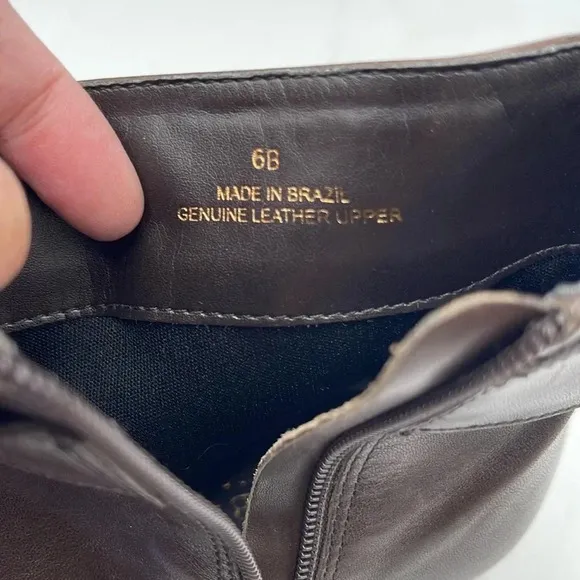 6B
MADE IN BRAZIL
GENUINE LEATHER UPPER